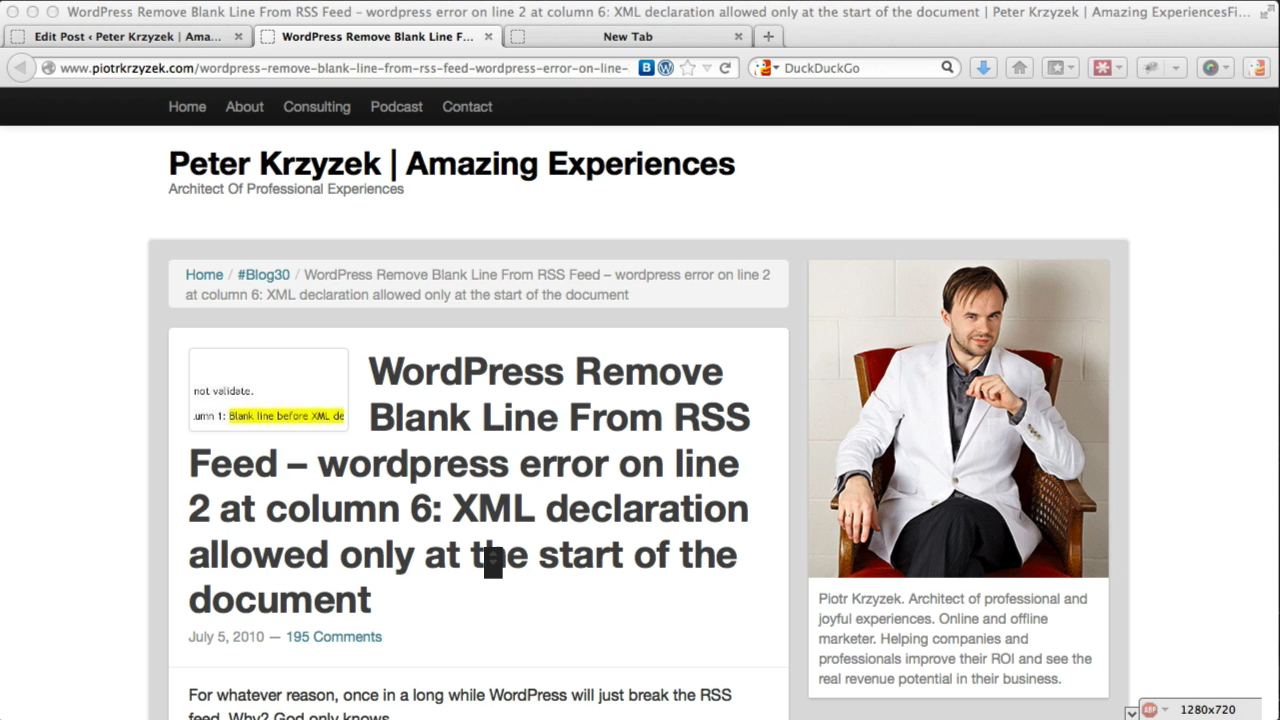 WordPress Remove Blank Line From RSS Feed – wordpress error on line 2 at column 6: XML declaration allowed only at the start of the document | Peter Krzyzek | Amazing ExperiencesFi...
Edit Post ‹ Peter Krzyzek | Ama...
WordPress Remove Blank Line F...
New Tab
www.piotrkrzyzek.com/wordpress-remove-blank-line-from-rss-feed-wordpress-error-on-line-
B
DuckDuckGo
Home About Consulting Podcast Contact
Peter Krzyzek | Amazing Experiences
Architect Of Professional Experiences
Home / #Blog30 / WordPress Remove Blank Line From RSS Feed – wordpress error on line 2
at column 6: XML declaration allowed only at the start of the document
not validate.
umn 1: Blank line before XML de
WordPress Remove
Blank Line From RSS
Feed – wordpress error on line
2 at column 6: XML declaration
allowed only at the start of the
document
July 5, 2010 — 195 Comments
For whatever reason, once in a long while WordPress will just break the RSS
feed. Why? God only knows.
Piotr Krzyzek. Architect of professional and
joyful experiences. Online and offline
marketer. Helping companies and
professionals improve their ROI and see the
real revenue potential in their business.
ABP
1280x720